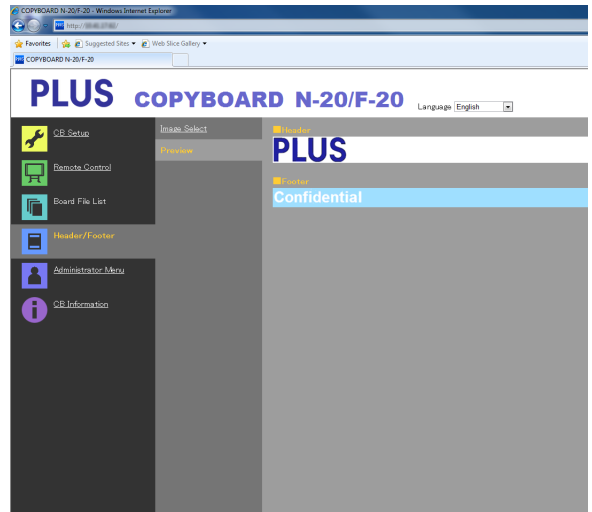 COPYBOARD N-20/F-20 - Windows Internet Explorer
http://
Favorites Suggested Sites Web Slice Gallery
COPYBOARD N-20/F-20
PLUS COPYBOARD N-20/F-20 Language English
CB Setup
Remote Control
Board File List
Header/Footer
Administrator Menu
CB Information
Image Select
Preview
Header
PLUS
Footer
Confidential